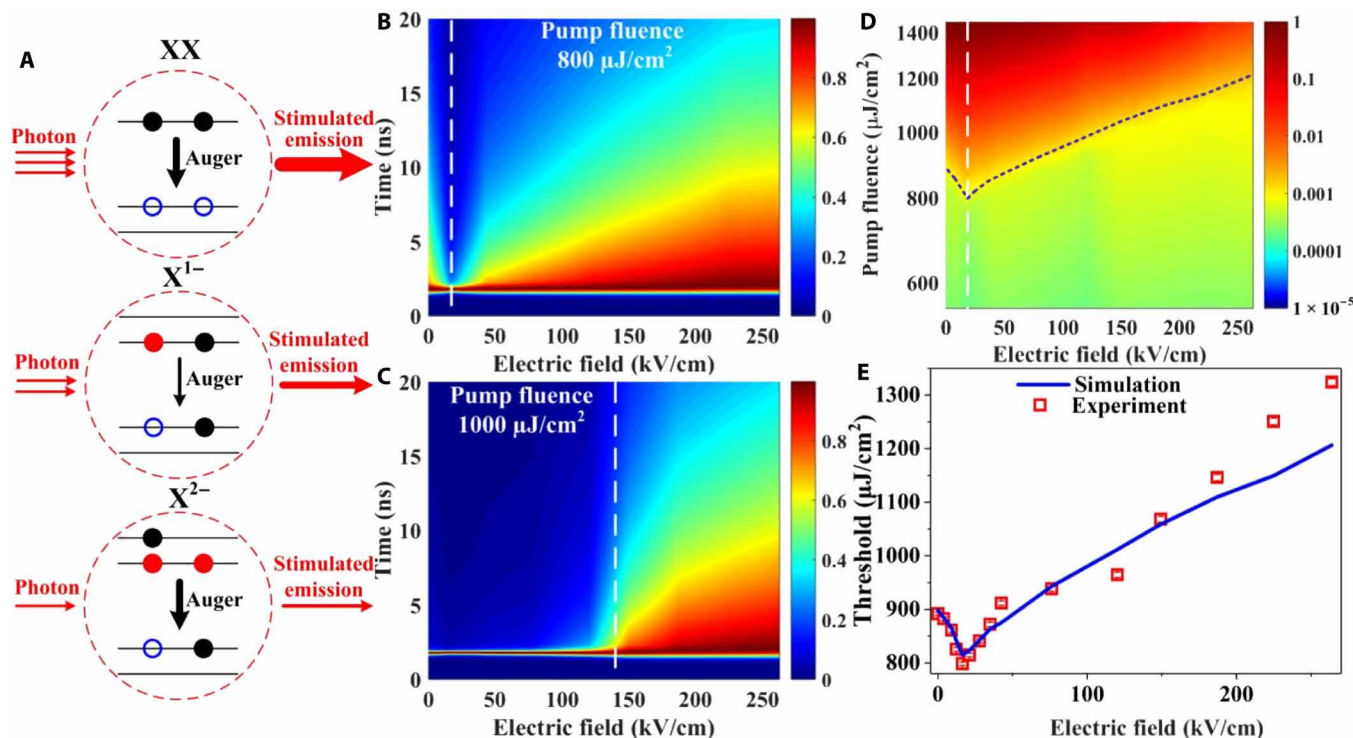 A
XX
Photon
Auger
Stimulated
emission
X¹⁻
Photon
Auger
Stimulated
emission
X²⁻
Photon
Auger
Stimulated
emission
B
Pump fluence
800 μJ/cm²
Time (ns)
20
15
10
5
0
0 50 100 150 200 250
Electric field (kV/cm)
0.8
0.6
0.4
0.2
0
C
Pump fluence
1000 μJ/cm²
Time (ns)
20
15
10
5
0
0 50 100 150 200 250
Electric field (kV/cm)
0.8
0.6
0.4
0.2
0
D
Pump fluence (μJ/cm²)
1400
1200
1000
800
600
0 50 100 150 200 250
Electric field (kV/cm)
1
0.1
0.01
0.001
0.0001
1 × 10⁻⁵
E
Simulation
Experiment
Threshold (μJ/cm²)
1300
1200
1100
1000
900
800
0 100 200
Electric field (kV/cm)